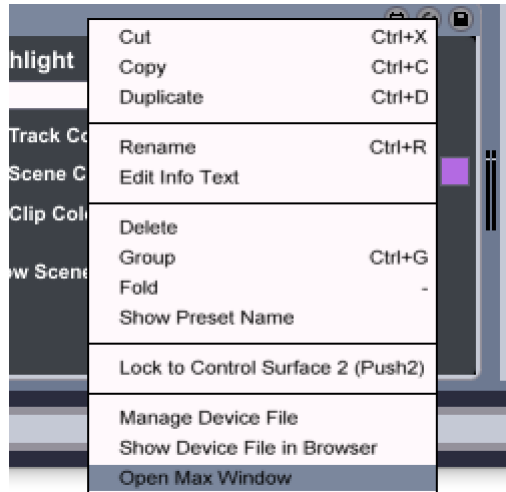 hlight
Track Co
Scene C
Clip Colo
ow Scene
Cut Ctrl+X
Copy Ctrl+C
Duplicate Ctrl+D
Rename Ctrl+R
Edit Info Text
Delete
Group Ctrl+G
Fold -
Show Preset Name
Lock to Control Surface 2 (Push2)
Manage Device File
Show Device File in Browser
Open Max Window